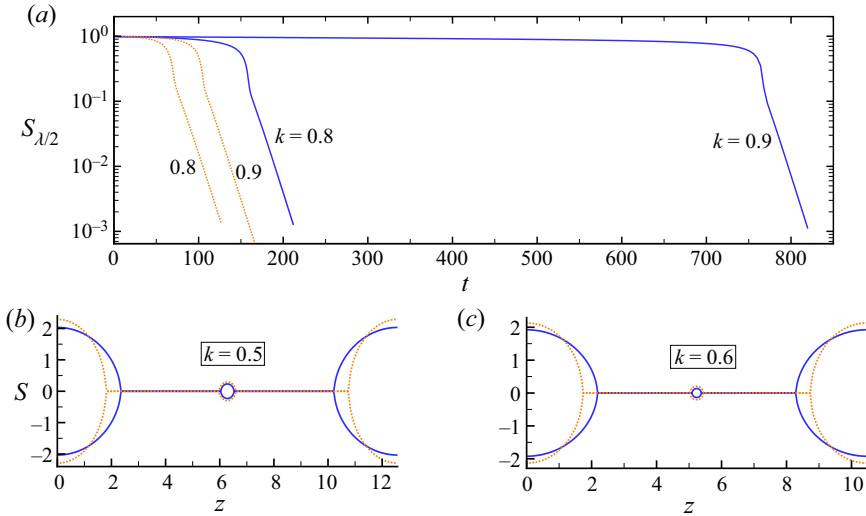 (a)
10^0
10^{-1}
10^{-2}
10^{-3}
S_{λ/2}
k = 0.8
k = 0.9
0.8
0.9
0 100 200 300 400 500 600 700 800
t
(b)
k = 0.5
2
1
0
−1
−2
S
0 2 4 6 8 10 12
z
(c)
k = 0.6
2
1
0
−1
−2
0 2 4 6 8 10
z